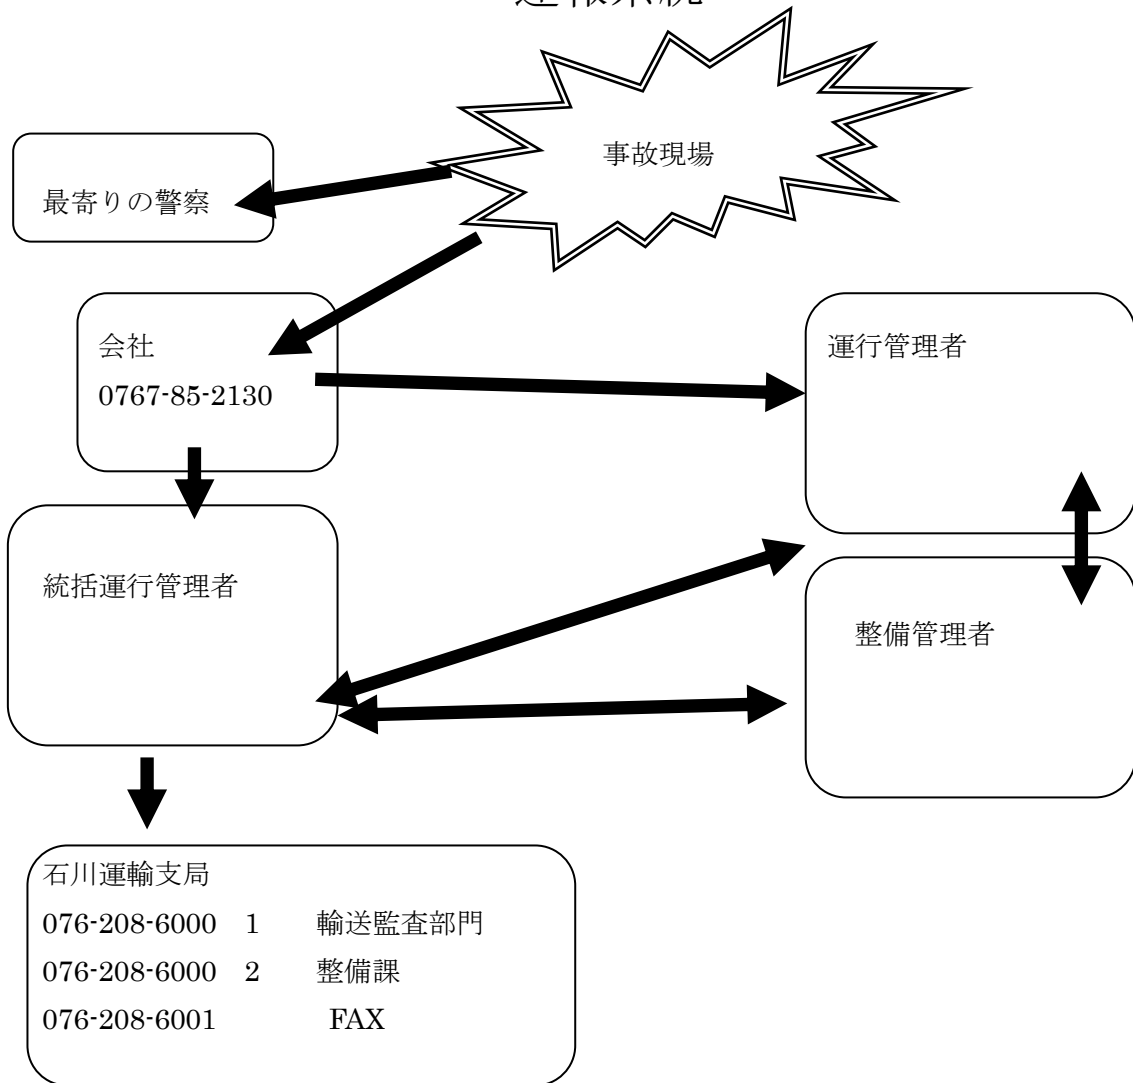 事故現場
最寄りの警察
会社
0767-85-2130
運行管理者
統括運行管理者
整備管理者
石川運輸支局
076-208-6000 1 輸送監査部門
076-208-6000 2 整備課
076-208-6001 FAX